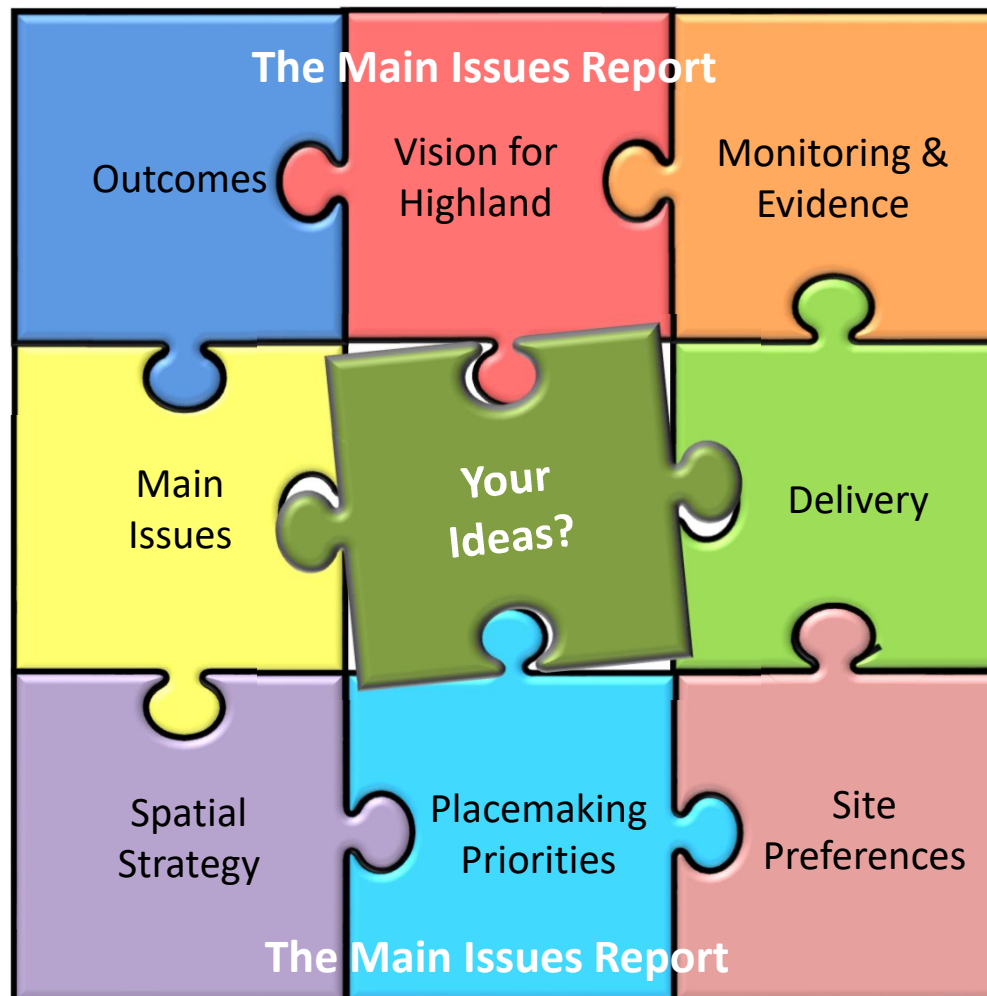 The Main Issues Report
Outcomes
Vision for
Highland
Monitoring &
Evidence
Main
Issues
Your
Ideas?
Delivery
Spatial
Strategy
Placemaking
Priorities
Site
Preferences
The Main Issues Report